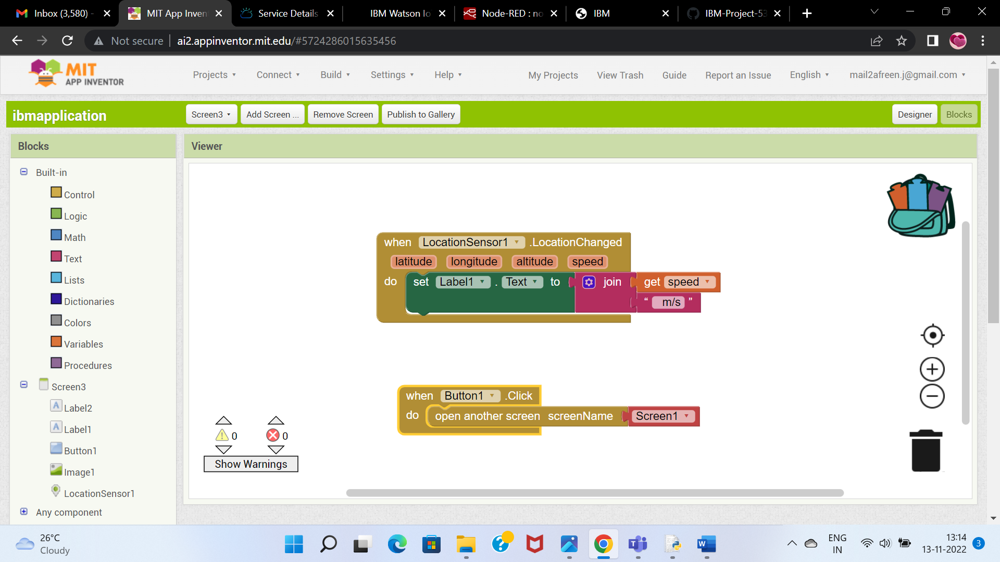 Inbox (3,580) -
MIT App Inven
Service Details
IBM Watson Io
Node-RED : no
IBM
IBM-Project-53
Not secure
ai2.appinventor.mit.edu/#5724286015635456
MIT
APP INVENTOR
Projects
Connect
Build
Settings
Help
My Projects
View Trash
Guide
Report an Issue
English
mail2afreen.j@gmail.com
ibmapplication
Screen3
Add Screen ...
Remove Screen
Publish to Gallery
Designer
Blocks
Blocks
Viewer
Built-in
Control
Logic
Math
Text
Lists
Dictionaries
Colors
Variables
Procedures
Screen3
Label2
Label1
Button1
Image1
LocationSensor1
Any component
when LocationSensor1 .LocationChanged
latitude longitude altitude speed
do set Label1 . Text to join get speed
“ m/s ”
when Button1 .Click
do open another screen screenName Screen1
0 0
Show Warnings
26°C
Cloudy
ENG
IN
13:14
13-11-2022
3